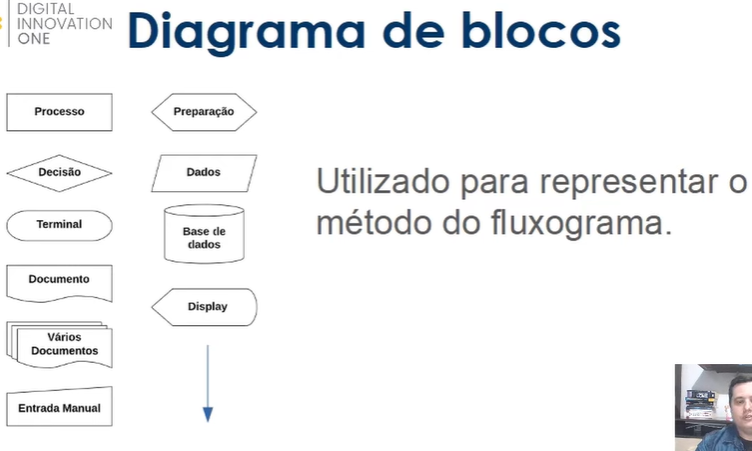 DIGITAL
INNOVATION
ONE
Diagrama de blocos
Processo
Preparação
Decisão
Dados
Terminal
Base de
dados
Documento
Display
Vários
Documentos
Entrada Manual
Utilizado para representar o
método do fluxograma.